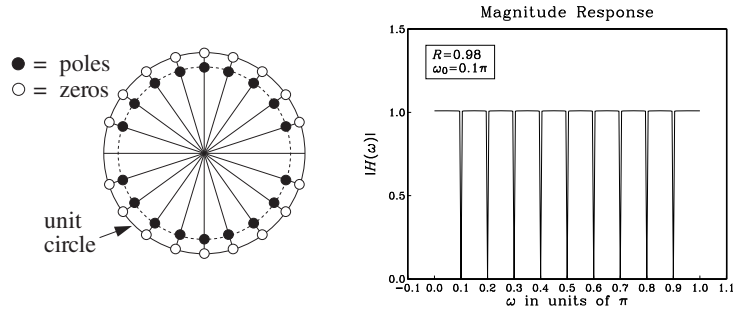 ● = poles
○ = zeros
unit
circle
Magnitude Response
R=0.98
ω₀=0.1π
|H(ω)|
1.5
1.0
0.5
0.0
-0.1 0.0 0.1 0.2 0.3 0.4 0.5 0.6 0.7 0.8 0.9 1.0 1.1
ω in units of π